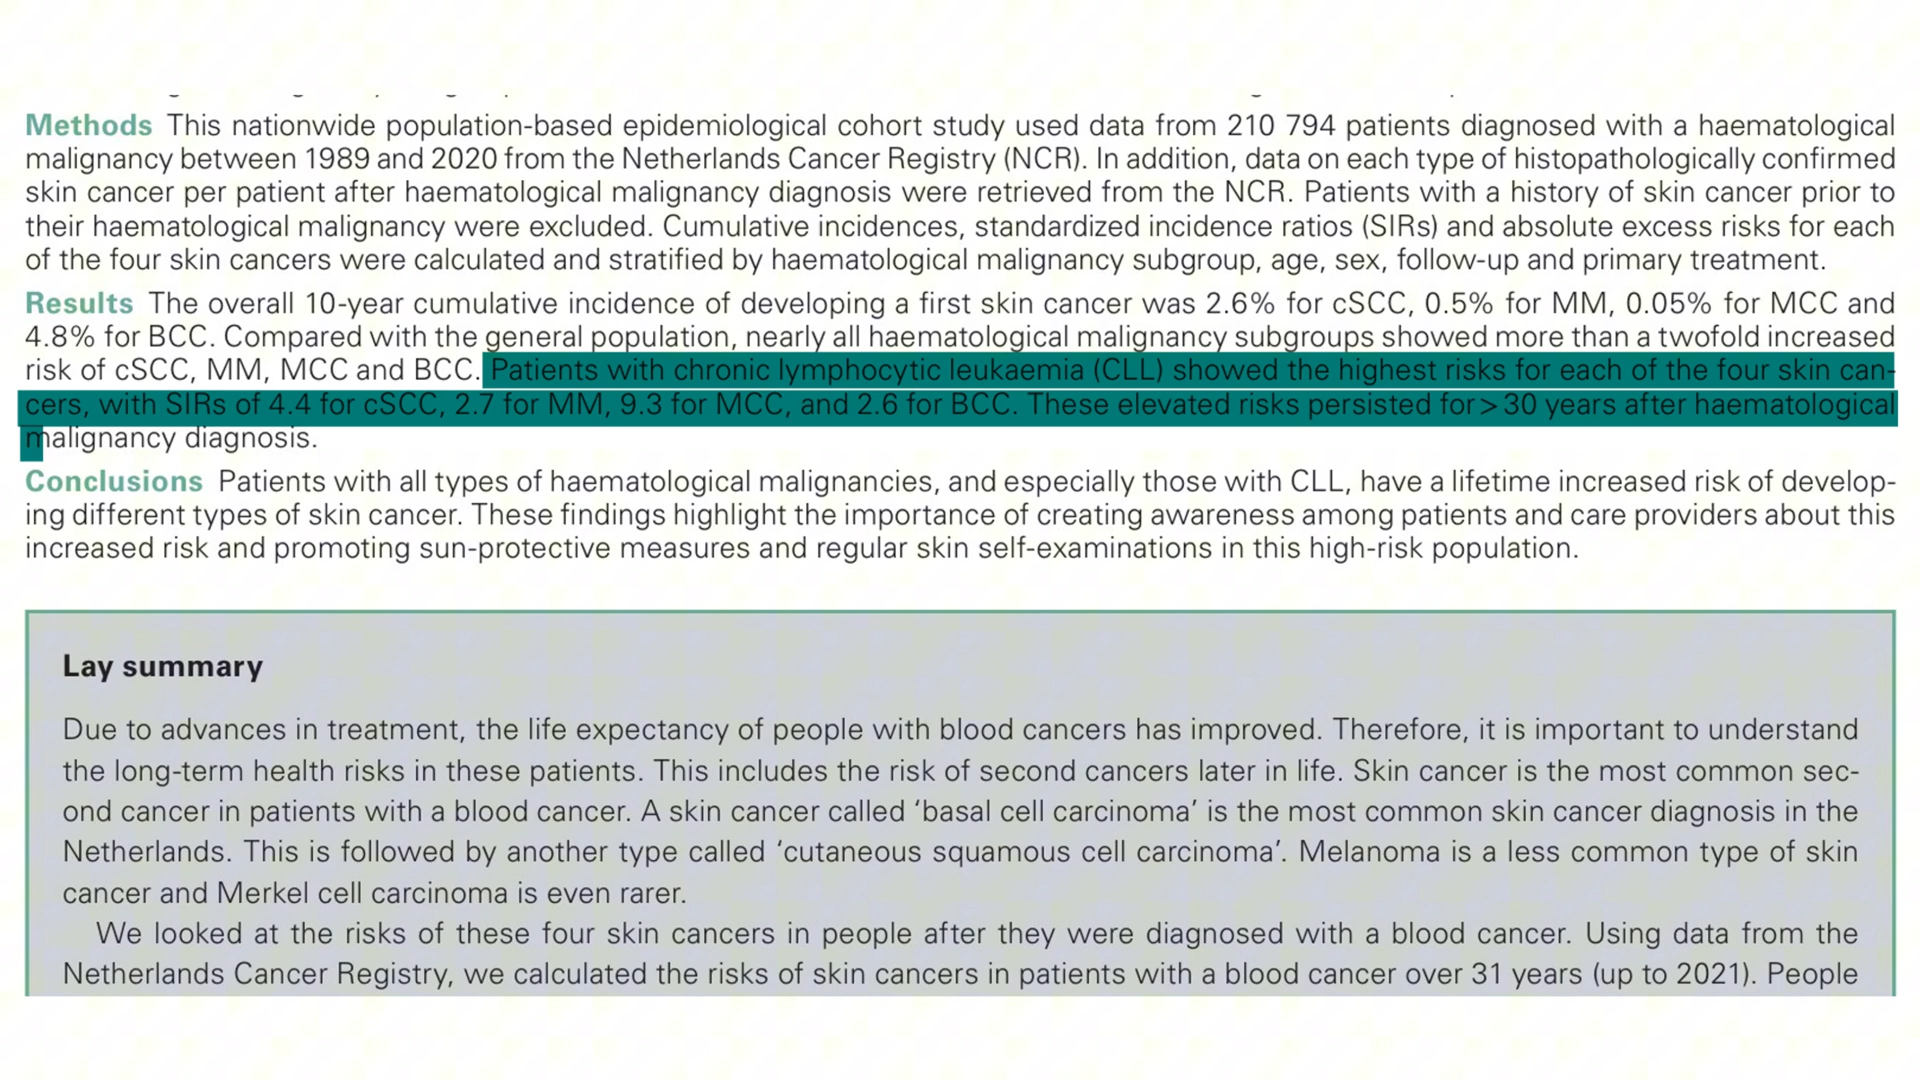 Methods This nationwide population-based epidemiological cohort study used data from 210 794 patients diagnosed with a haematological
malignancy between 1989 and 2020 from the Netherlands Cancer Registry (NCR). In addition, data on each type of histopathologically confirmed
skin cancer per patient after haematological malignancy diagnosis were retrieved from the NCR. Patients with a history of skin cancer prior to
their haematological malignancy were excluded. Cumulative incidences, standardized incidence ratios (SIRs) and absolute excess risks for each
of the four skin cancers were calculated and stratified by haematological malignancy subgroup, age, sex, follow-up and primary treatment.
Results The overall 10-year cumulative incidence of developing a first skin cancer was 2.6% for cSCC, 0.5% for MM, 0.05% for MCC and
4.8% for BCC. Compared with the general population, nearly all haematological malignancy subgroups showed more than a twofold increased
risk of cSCC, MM, MCC and BCC. Patients with chronic lymphocytic leukaemia (CLL) showed the highest risks for each of the four skin can-
cers, with SIRs of 4.4 for cSCC, 2.7 for MM, 9.3 for MCC, and 2.6 for BCC. These elevated risks persisted for > 30 years after haematological
malignancy diagnosis.
Conclusions Patients with all types of haematological malignancies, and especially those with CLL, have a lifetime increased risk of develop-
ing different types of skin cancer. These findings highlight the importance of creating awareness among patients and care providers about this
increased risk and promoting sun-protective measures and regular skin self-examinations in this high-risk population.
Lay summary
Due to advances in treatment, the life expectancy of people with blood cancers has improved. Therefore, it is important to understand
the long-term health risks in these patients. This includes the risk of second cancers later in life. Skin cancer is the most common sec-
ond cancer in patients with a blood cancer. A skin cancer called ‘basal cell carcinoma’ is the most common skin cancer diagnosis in the
Netherlands. This is followed by another type called ‘cutaneous squamous cell carcinoma’. Melanoma is a less common type of skin
cancer and Merkel cell carcinoma is even rarer.
We looked at the risks of these four skin cancers in people after they were diagnosed with a blood cancer. Using data from the
Netherlands Cancer Registry, we calculated the risks of skin cancers in patients with a blood cancer over 31 years (up to 2021). People